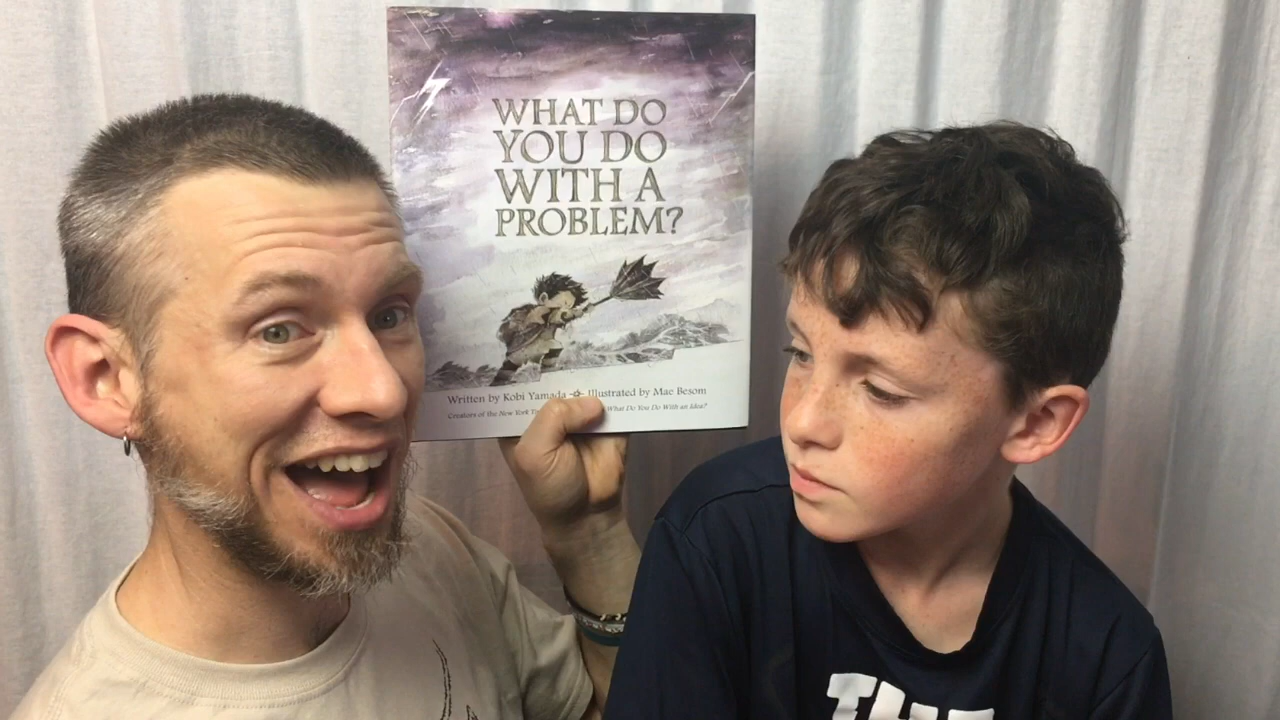 WHAT DO
YOU DO
WITH A
PROBLEM?
Written by Kobi Yamada Illustrated by Mae Besom
Creators of the New York What Do You Do With an Idea?
THE